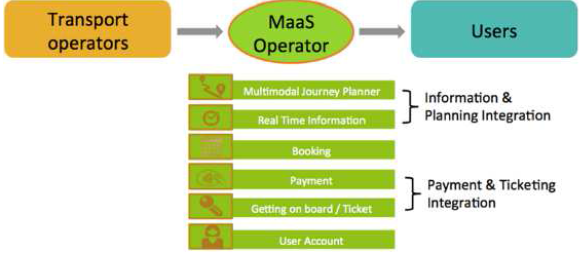 Transport
operators
MaaS
Operator
Users
Multimodal Journey Planner
Real Time Information
Booking
Payment
Getting on board / Ticket
User Account
Information &
Planning Integration
Payment & Ticketing
Integration